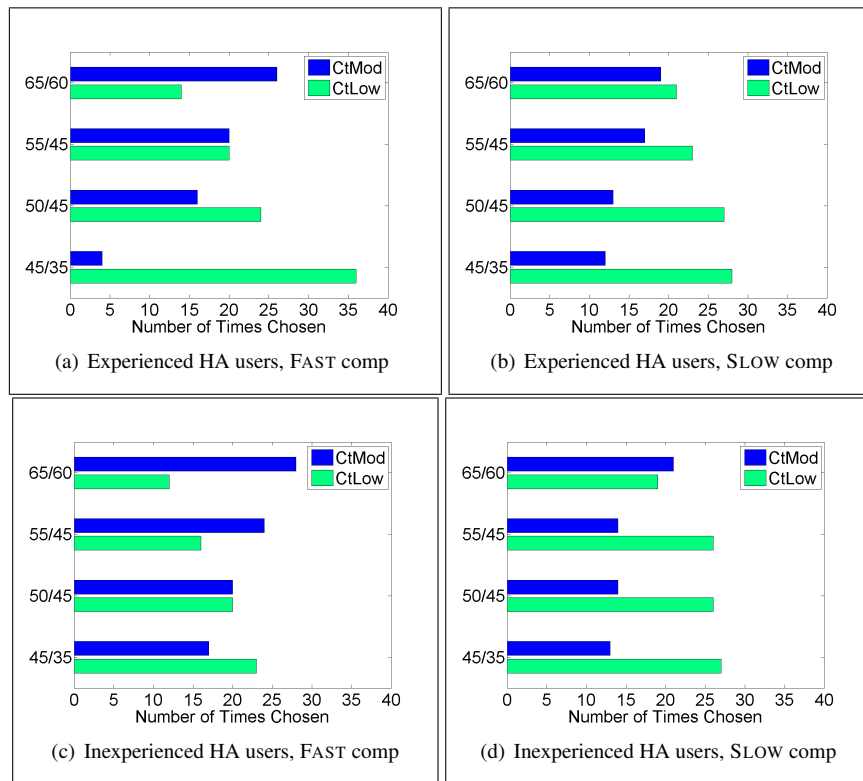 CtMod
CtLow
65/60
55/45
50/45
45/35
0 5 10 15 20 25 30 35 40
Number of Times Chosen
(a) Experienced HA users, FAST comp
CtMod
CtLow
65/60
55/45
50/45
45/35
0 5 10 15 20 25 30 35 40
Number of Times Chosen
(b) Experienced HA users, SLOW comp
CtMod
CtLow
65/60
55/45
50/45
45/35
0 5 10 15 20 25 30 35 40
Number of Times Chosen
(c) Inexperienced HA users, FAST comp
CtMod
CtLow
65/60
55/45
50/45
45/35
0 5 10 15 20 25 30 35 40
Number of Times Chosen
(d) Inexperienced HA users, SLOW comp